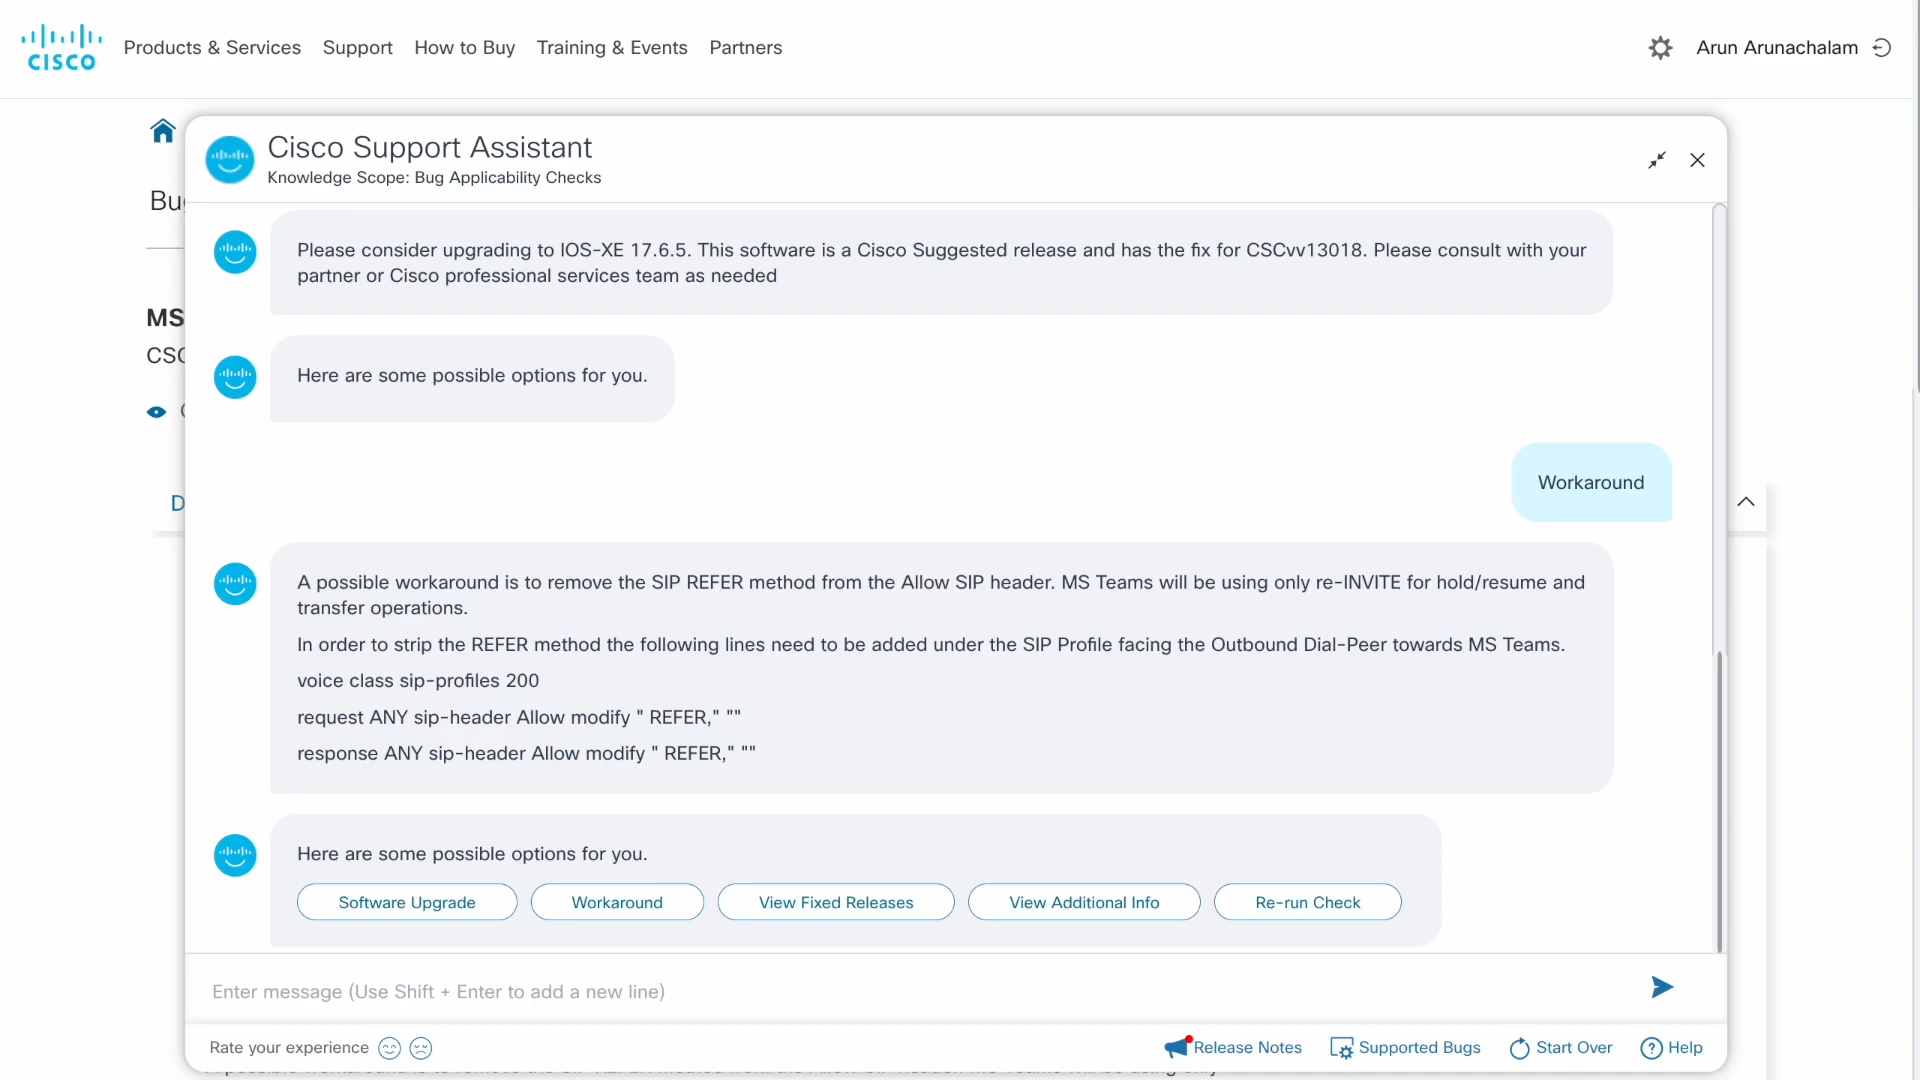 CISCO
Products & Services Support How to Buy Training & Events Partners
Arun Arunachalam
Cisco Support Assistant
Knowledge Scope: Bug Applicability Checks
Please consider upgrading to IOS-XE 17.6.5. This software is a Cisco Suggested release and has the fix for CSCvv13018. Please consult with your
partner or Cisco professional services team as needed
MS
CSC
Here are some possible options for you.
Workaround
D
A possible workaround is to remove the SIP REFER method from the Allow SIP header. MS Teams will be using only re-INVITE for hold/resume and
transfer operations.
In order to strip the REFER method the following lines need to be added under the SIP Profile facing the Outbound Dial-Peer towards MS Teams.
voice class sip-profiles 200
request ANY sip-header Allow modify " REFER," ""
response ANY sip-header Allow modify " REFER," ""
Here are some possible options for you.
Software Upgrade Workaround View Fixed Releases View Additional Info Re-run Check
Enter message (Use Shift + Enter to add a new line)
Rate your experience Release Notes Supported Bugs Start Over Help